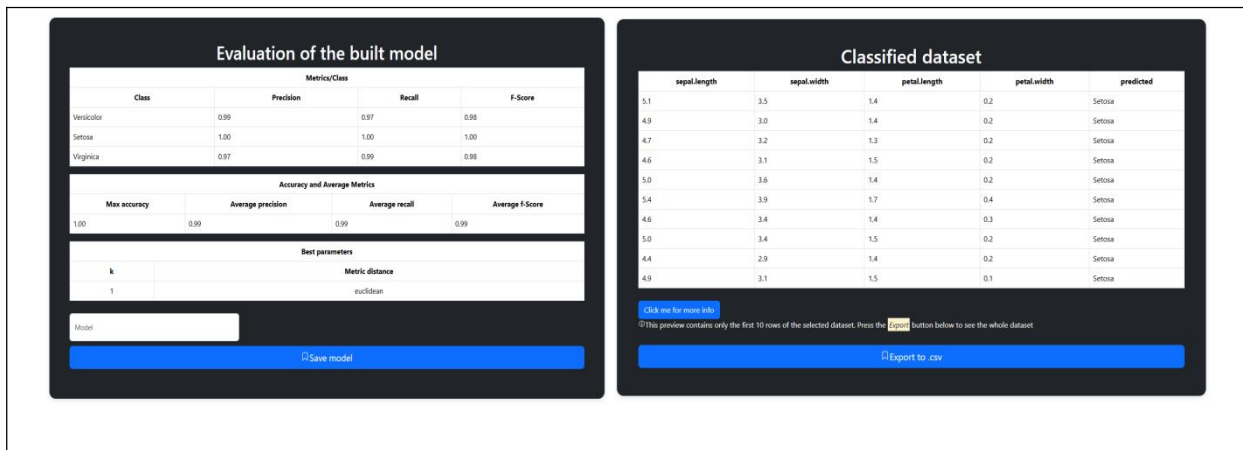 Evaluation of the built model
Metrics/Class
Class Precision Recall F-Score
Versicolor 0.99 0.97 0.98
Setosa 1.00 1.00 1.00
Virginica 0.97 0.99 0.98
Accuracy and Average Metrics
Max accuracy Average precision Average recall Average f-Score
1.00 0.99 0.99 0.99
Best parameters
k Metric distance
1 euclidean
Model
Save model
Classified dataset
sepal.length sepal.width petal.length petal.width predicted
5.1 3.5 1.4 0.2 Setosa
4.9 3.0 1.4 0.2 Setosa
4.7 3.2 1.3 0.2 Setosa
4.6 3.1 1.5 0.2 Setosa
5.0 3.6 1.4 0.2 Setosa
5.4 3.9 1.7 0.4 Setosa
4.6 3.4 1.4 0.3 Setosa
5.0 3.4 1.5 0.2 Setosa
4.4 2.9 1.4 0.2 Setosa
4.9 3.1 1.5 0.1 Setosa
Click me for more info
This preview contains only the first 10 rows of the selected dataset. Press the Export button below to see the whole dataset
Export to .csv